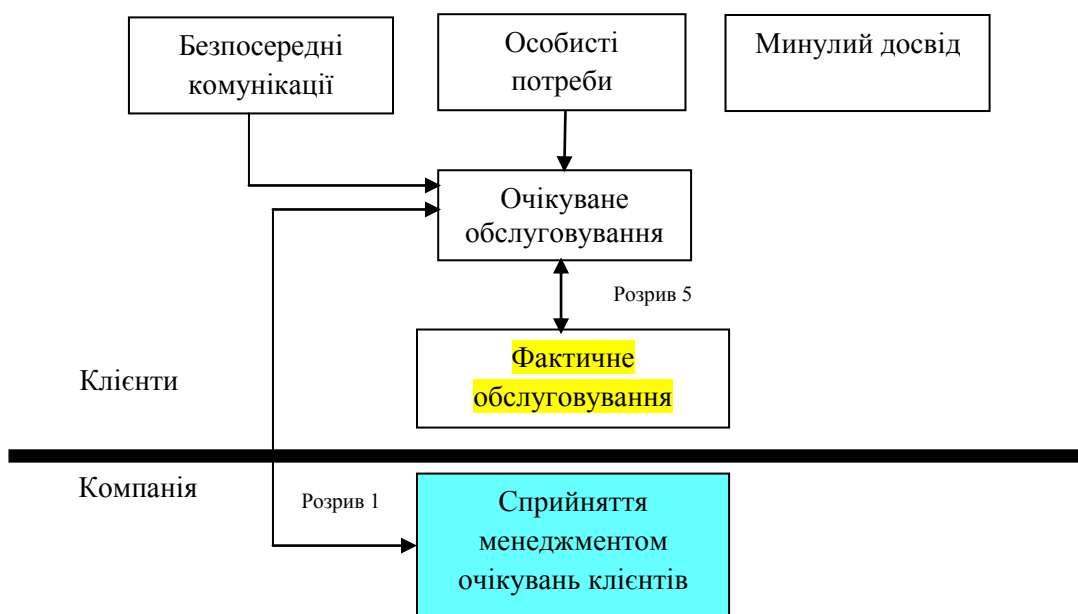 Безпосередні
комунікації
Особисті
потреби
Минулий досвід
Очікуване
обслуговування
Розрив 5
Фактичне
обслуговування
Клієнти
Компанія
Розрив 1
Сприйняття
менеджментом
очікувань клієнтів